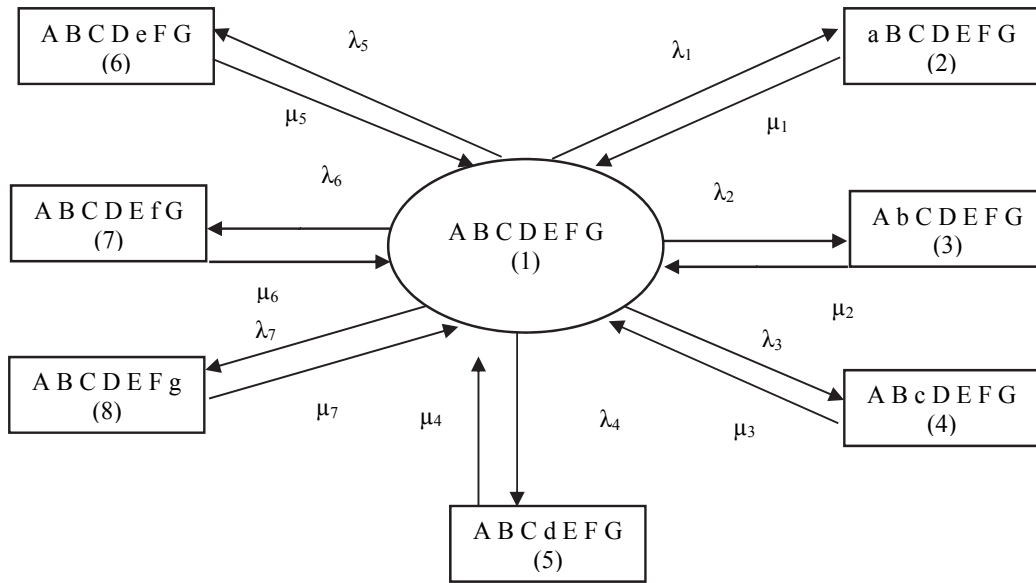 A B C D e F G
(6)
λ5
λ1
a B C D E F G
(2)
μ5
μ1
λ6
A B C D E f G
(7)
λ2
A B C D E F G
(1)
A b C D E F G
(3)
μ6
μ2
λ7
λ3
A B C D E F g
(8)
A B c D E F G
(4)
μ7
μ4
λ4
μ3
A B C d E F G
(5)